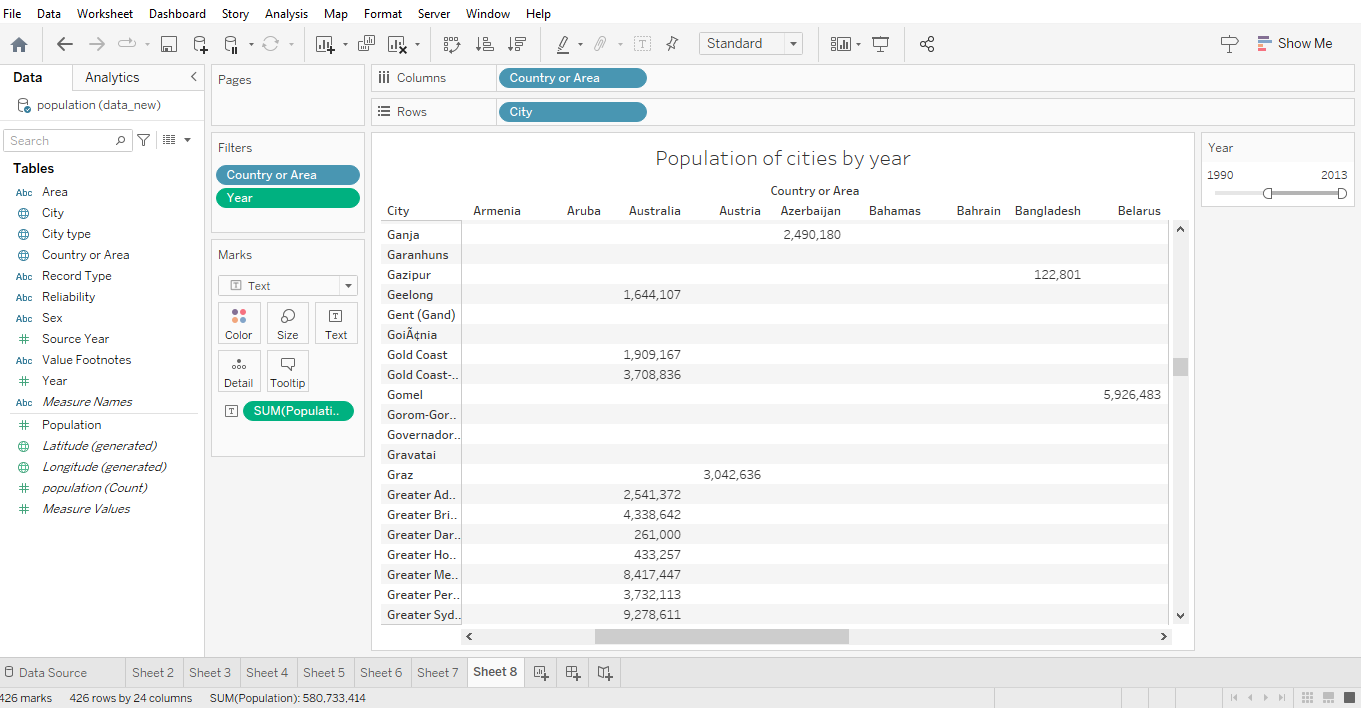 File Data Worksheet Dashboard Story Analysis Map Format Server Window Help
Standard
Show Me
Data Analytics
population (data_new)
Search
Tables
Abc Area
City
City type
Country or Area
Abc Record Type
Abc Reliability
Abc Sex
Source Year
Abc Value Footnotes
Year
Abc Measure Names
Population
Latitude (generated)
Longitude (generated)
population (Count)
Measure Values
Pages
Filters
Country or Area
Year
Marks
Text
Color Size Text
Detail Tooltip
SUM(Populati..
Columns Country or Area
Rows City
Population of cities by year
Country or Area
City Armenia Aruba Australia Austria Azerbaijan Bahamas Bahrain Bangladesh Belarus
Ganja 2,490,180
Garanhuns
Gazipur 122,801
Geelong 1,644,107
Gent (Gand)
GoiÃ¢nia
Gold Coast 1,909,167
Gold Coast-.. 3,708,836
Gomel 5,926,483
Gorom-Gor..
Governador..
Gravatai
Graz 3,042,636
Greater Ad.. 2,541,372
Greater Bri.. 4,338,642
Greater Dar.. 261,000
Greater Ho.. 433,257
Greater Me.. 8,417,447
Greater Per.. 3,732,113
Greater Syd.. 9,278,611
Year
1990 2013
Data Source Sheet 2 Sheet 3 Sheet 4 Sheet 5 Sheet 6 Sheet 7 Sheet 8
426 marks 426 rows by 24 columns SUM(Population): 580,733,414